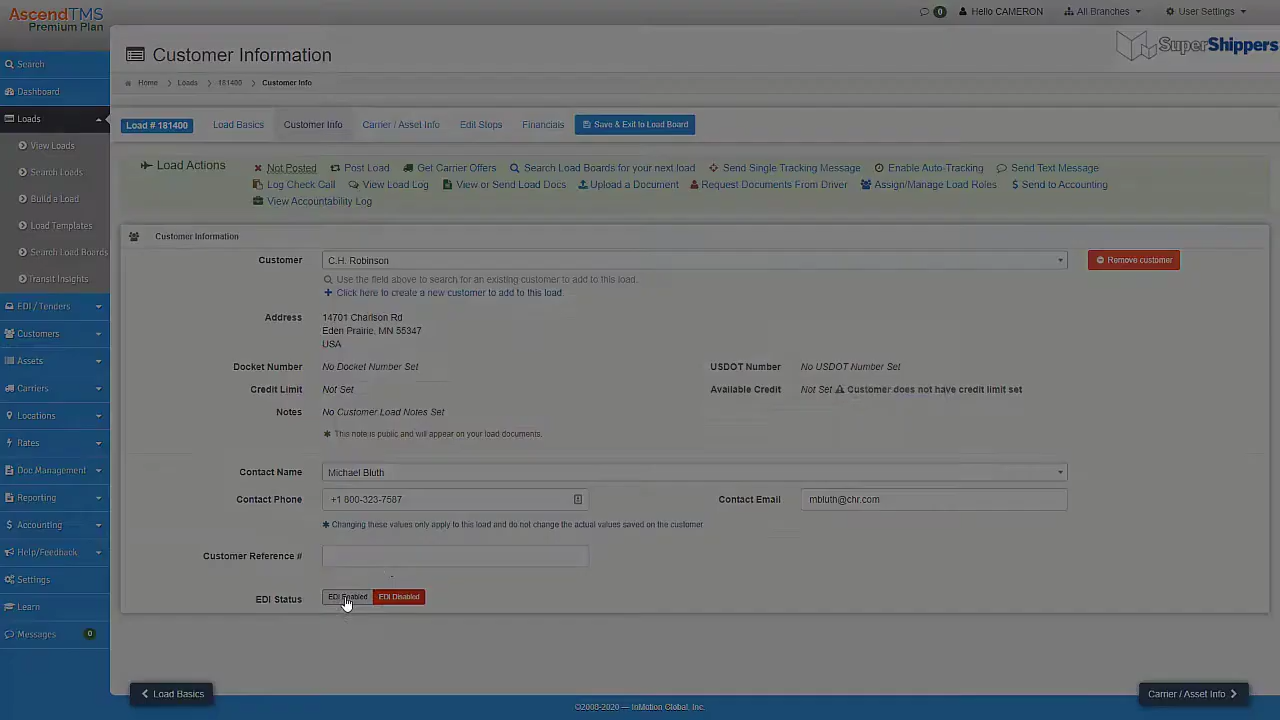 AscendTMS
Premium Plan
0
Hello CAMERON
All Branches
User Settings
Search
Dashboard
Loads
View Loads
Search Loads
Build a Load
Load Templates
Search Load Boards
Transit Insights
EDI / Tenders
Customers
Assets
Carriers
Locations
Rates
Doc Management
Reporting
Accounting
Help/Feedback
Settings
Learn
Messages 0
Customer Information
SuperShippers
Home Loads 181400 Customer Info
Load # 181400 Load Basics Customer Info Carrier / Asset Info Edit Stops Financials Save & Exit to Load Board
Load Actions
Not Posted Post Load Get Carrier Offers Search Load Boards for your next load Send Single Tracking Message Enable Auto-Tracking Send Text Message
Log Check Call View Load Log View or Send Load Docs Upload a Document Request Documents From Driver Assign/Manage Load Roles $ Send to Accounting
View Accountability Log
Customer Information
Customer C.H. Robinson Remove customer
Use the field above to search for an existing customer to add to this load.
Click here to create a new customer to add to this load.
Address 14701 Charlson Rd
Eden Prairie, MN 55347
USA
Docket Number No Docket Number Set USDOT Number No USDOT Number Set
Credit Limit Not Set Available Credit Not Set Customer does not have credit limit set
Notes No Customer Load Notes Set
This note is public and will appear on your load documents.
Contact Name Michael Bluth
Contact Phone +1 800-323-7587 Contact Email mbluth@chr.com
Changing these values only apply to this load and do not change the actual values saved on the customer
Customer Reference #
EDI Status EDI Enabled EDI Disabled
Load Basics
Carrier / Asset Info
©2008-2020 — InMotion Global, Inc.